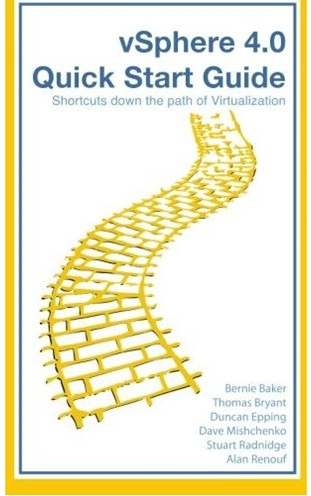 vSphere 4.0
Quick Start Guide
Shortcuts down the path of Virtualization
Bernie Baker
Thomas Bryant
Duncan Epping
Dave Mishchenko
Stuart Radnidge
Alan Renouf